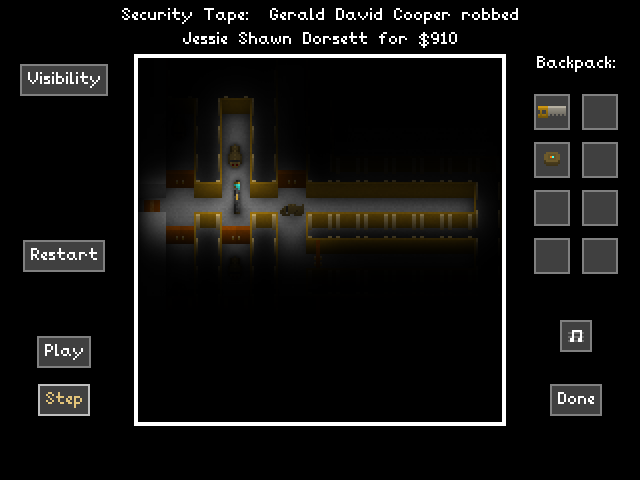 Security Tape: Gerald David Cooper robbed
Jessie Shawn Dorsett for $910
Visibility
Backpack:
Restart
Play
Step
Done